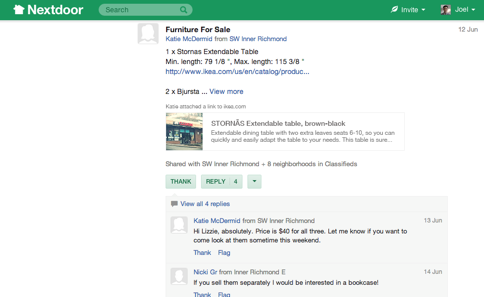 Nextdoor
Search
Invite
Joel
Furniture For Sale
12 Jun
Katie McDermid from SW Inner Richmond
1 x Stornas Extendable Table
Min. length: 79 1/8 ", Max. length: 115 3/8 "
http://www.ikea.com/us/en/catalog/produc...
2 x Bjursta ... View more
Katie attached a link to ikea.com
STORNÃS Extendable table, brown-black
Extendable dining table with two extra leaves seats 6-10, so you can
quickly and easily adapt the table to your needs. This table is sure...
Shared with SW Inner Richmond + 8 neighborhoods in Classifieds
THANK
REPLY 4
View all 4 replies
Katie McDermid from SW Inner Richmond
13 Jun
Hi Lizzie, absolutely. Price is $40 for all three. Let me know if you want to
come look at them sometime this weekend.
Thank Flag
Nicki Gr from Inner Richmond E
14 Jun
If you sell them separately I would be interested in a bookcase!
Thank Flag